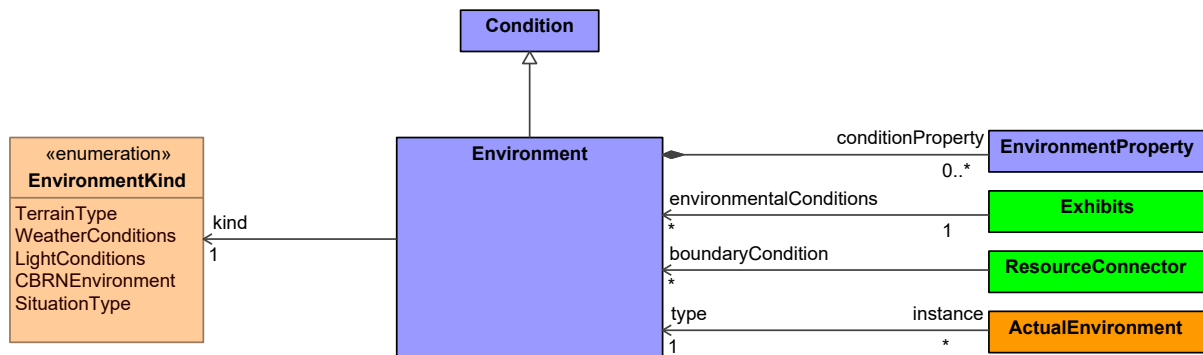 Condition
«enumeration»
EnvironmentKind
TerrainType
WeatherConditions
LightConditions
CBRNEnvironment
SituationType
kind
1
Environment
conditionProperty
0..*
EnvironmentProperty
environmentalConditions
*
1
Exhibits
boundaryCondition
*
ResourceConnector
type
1
instance
*
ActualEnvironment